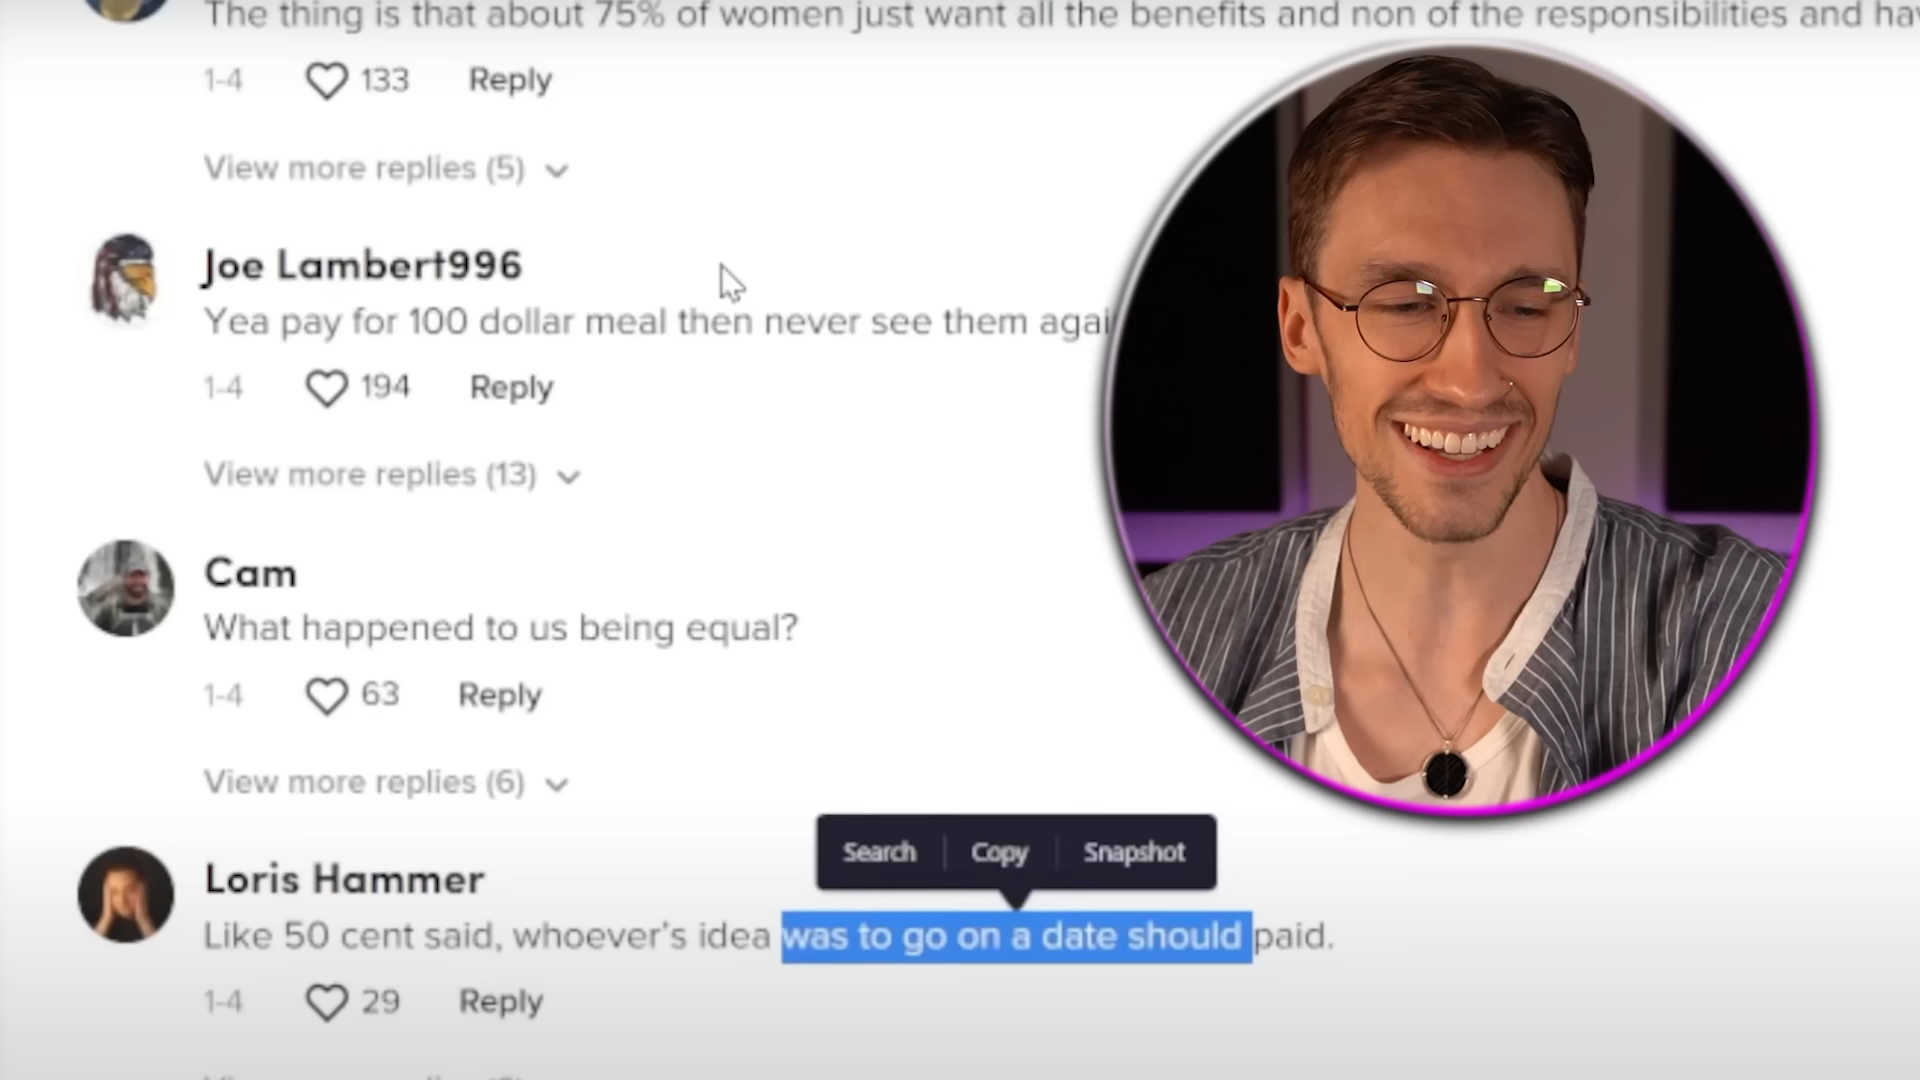 The thing is that about 75% of women just want all the benefits and non of the responsibilities and
1-4 133 Reply
View more replies (5)
Joe Lambert996
Yea pay for 100 dollar meal then never see them agai
1-4 194 Reply
View more replies (13)
Cam
What happened to us being equal?
1-4 63 Reply
View more replies (6)
Search Copy Snapshot
Loris Hammer
Like 50 cent said, whoever's idea was to go on a date should paid.
1-4 29 Reply